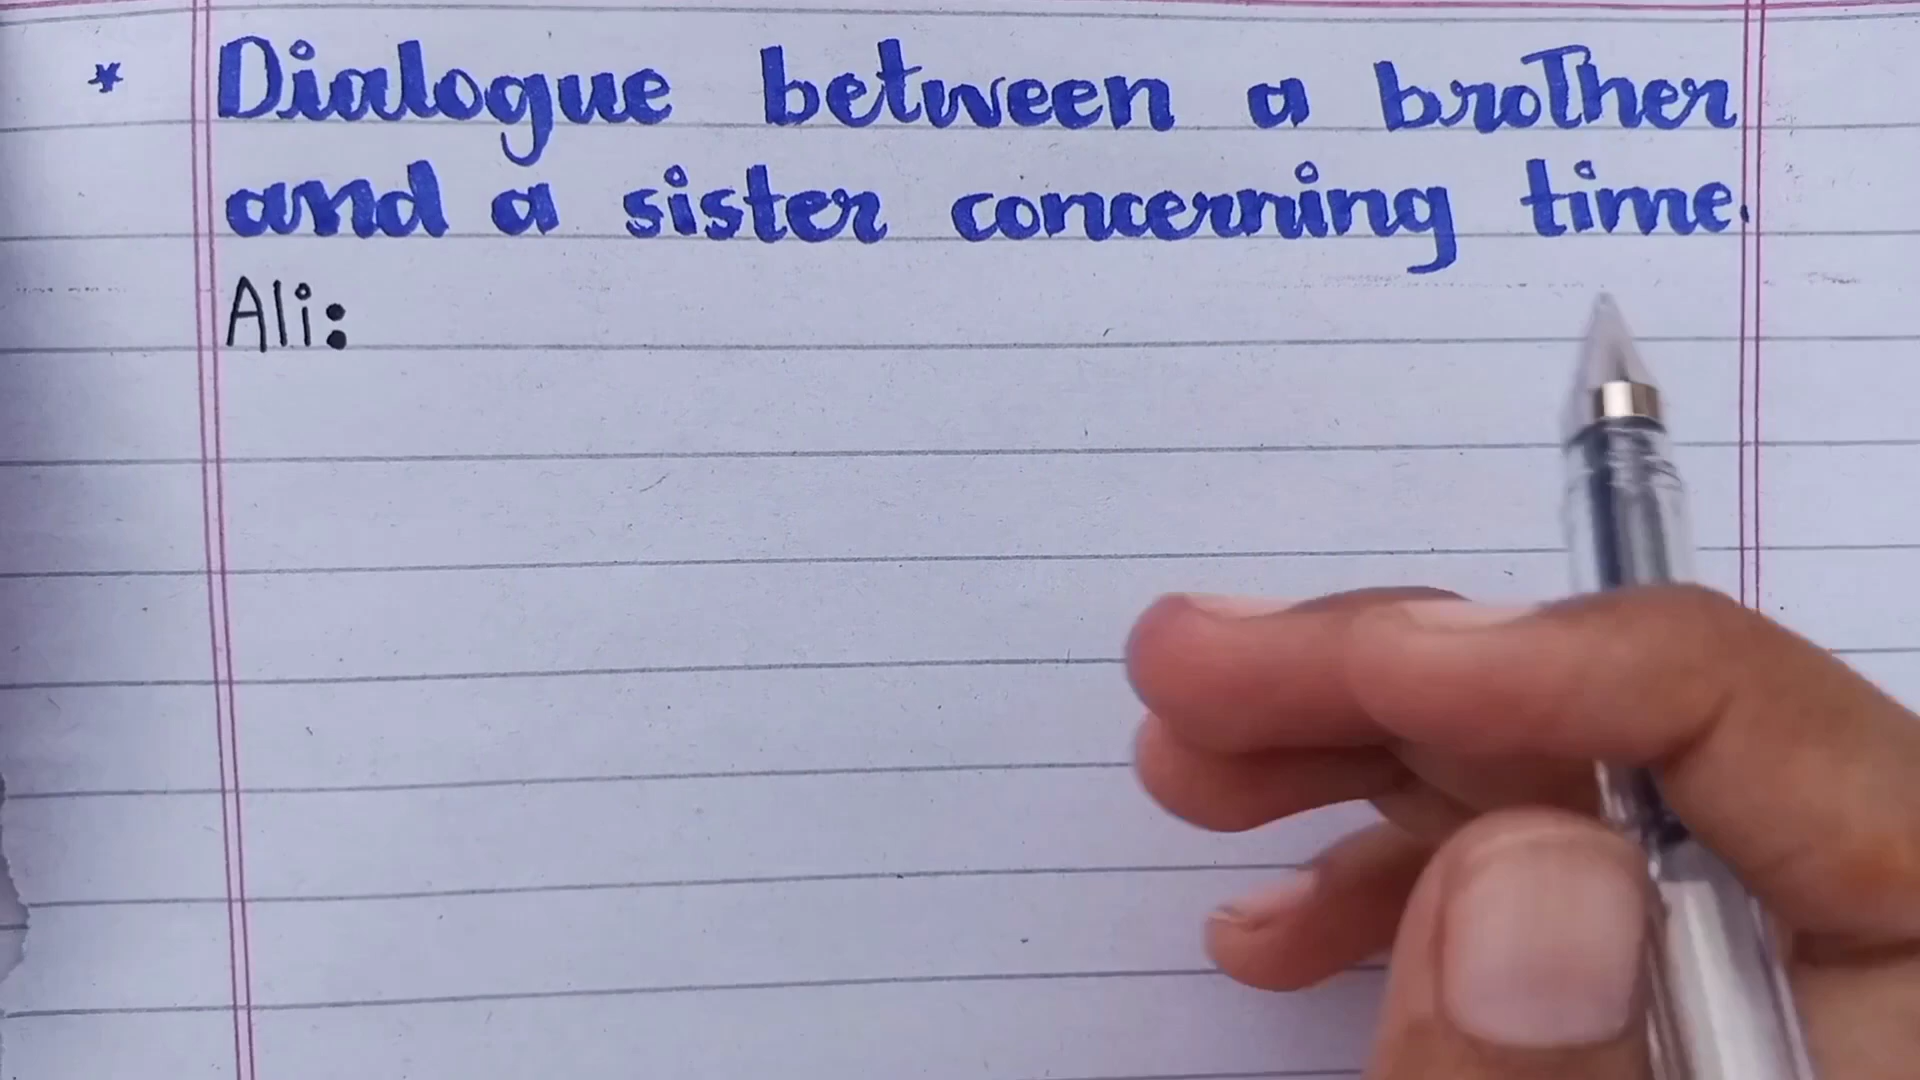 * Dialogue between a brother
and a sister concerning time.
Ali: